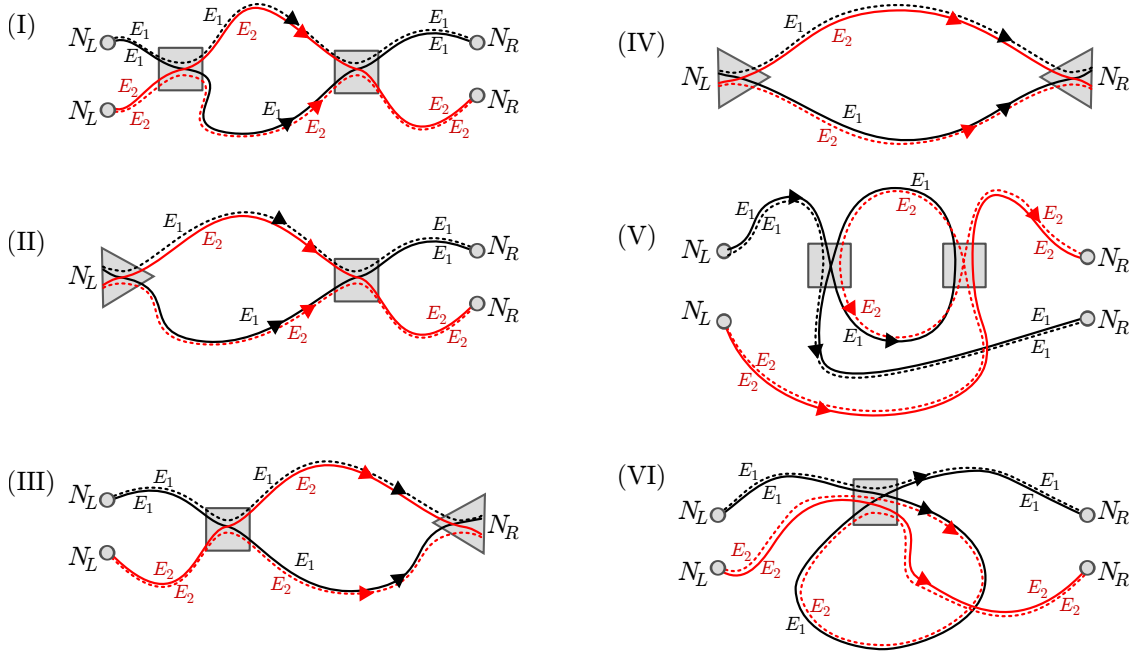 (I)
N_L E_1 E_1
N_L E_2 E_2
E_1 E_2
E_1 E_2
E_1 E_1 N_R
E_2 E_2 N_R
(II)
N_L
E_1 E_2
E_1 E_2
E_1 E_1 N_R
E_2 E_2 N_R
(III)
N_L E_1
N_L E_2 E_2
E_1 E_2
E_1 E_2
N_R
(IV)
N_L
E_1 E_2
E_1 E_2
N_R
(V)
N_L E_1 E_1
E_1 E_2
E_2 E_1
E_2 E_2 N_R
N_L E_2 E_2
E_1 E_1 N_R
(VI)
N_L E_1 E_1
N_L E_2 E_2
E_1 E_2
E_1 E_1 N_R
E_2 E_2 N_R